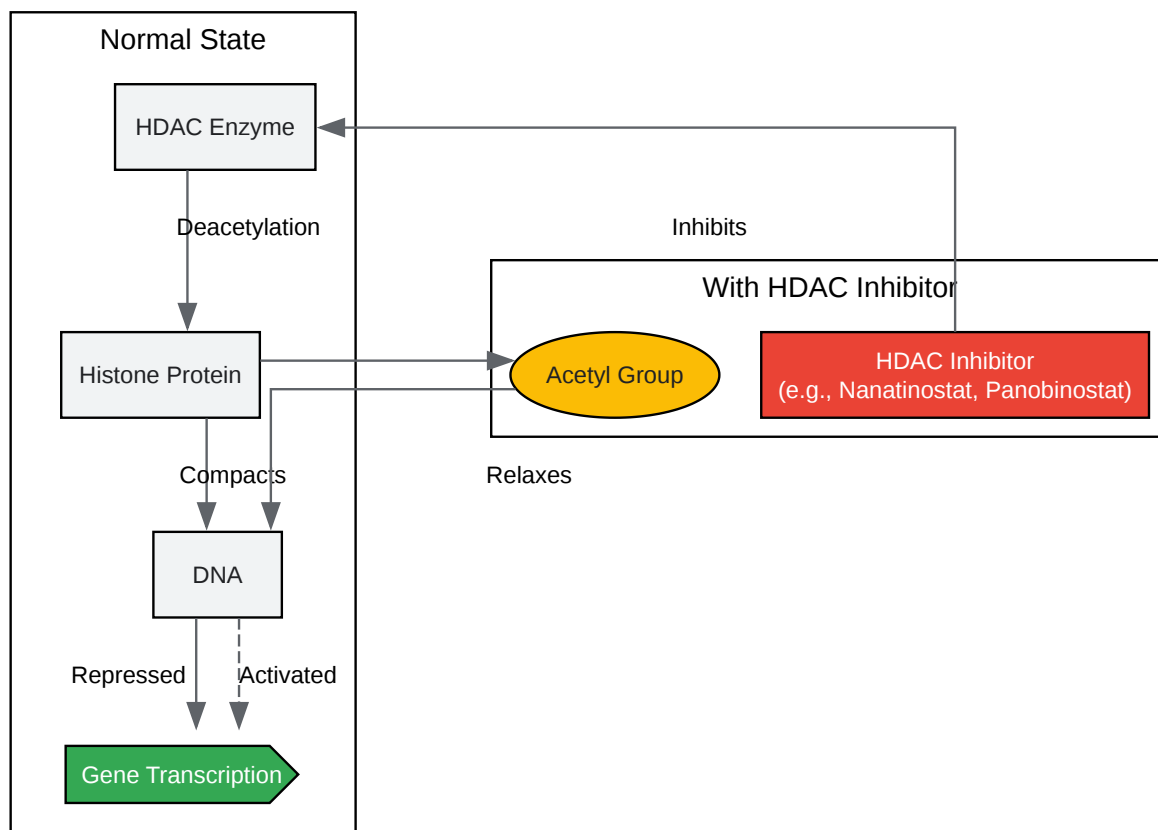 Normal State
HDAC Enzyme
Deacetylation
Inhibits
With HDAC Inhibitor
Histone Protein
Acetyl Group
HDAC Inhibitor
(e.g., Nanatinostat, Panobinostat)
Compacts
Relaxes
DNA
Repressed
Activated
Gene Transcription